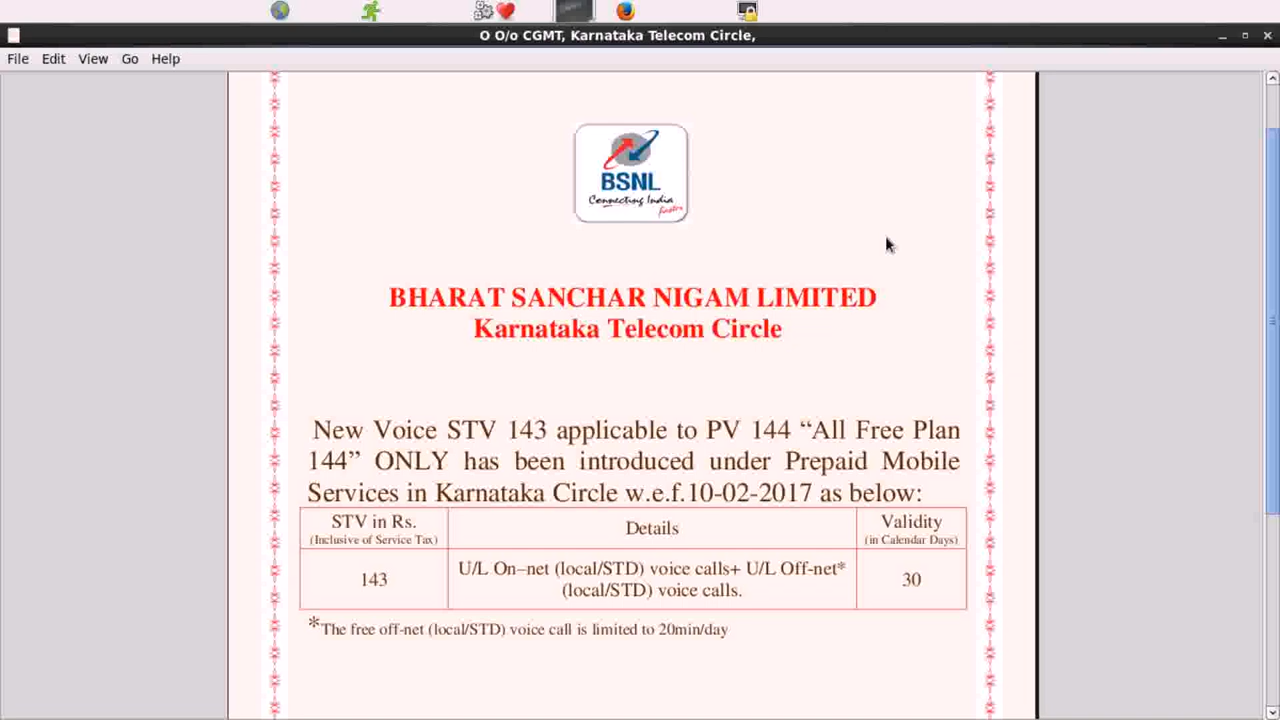 O O/o CGMT, Karnataka Telecom Circle,
File Edit View Go Help
BSNL
Connecting India
faster
BHARAT SANCHAR NIGAM LIMITED
Karnataka Telecom Circle
New Voice STV 143 applicable to PV 144 “All Free Plan
144” ONLY has been introduced under Prepaid Mobile
Services in Karnataka Circle w.e.f.10-02-2017 as below:
STV in Rs.
(Inclusive of Service Tax)
Details
Validity
(in Calendar Days)
143
U/L On–net (local/STD) voice calls+ U/L Off-net*
(local/STD) voice calls.
30
*The free off-net (local/STD) voice call is limited to 20min/day